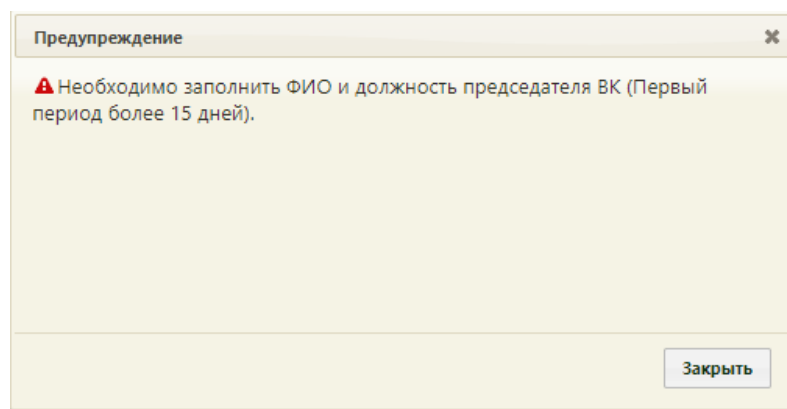 Предупреждение
Необходимо заполнить ФИО и должность председателя ВК (Первый
период более 15 дней).
Закрыть